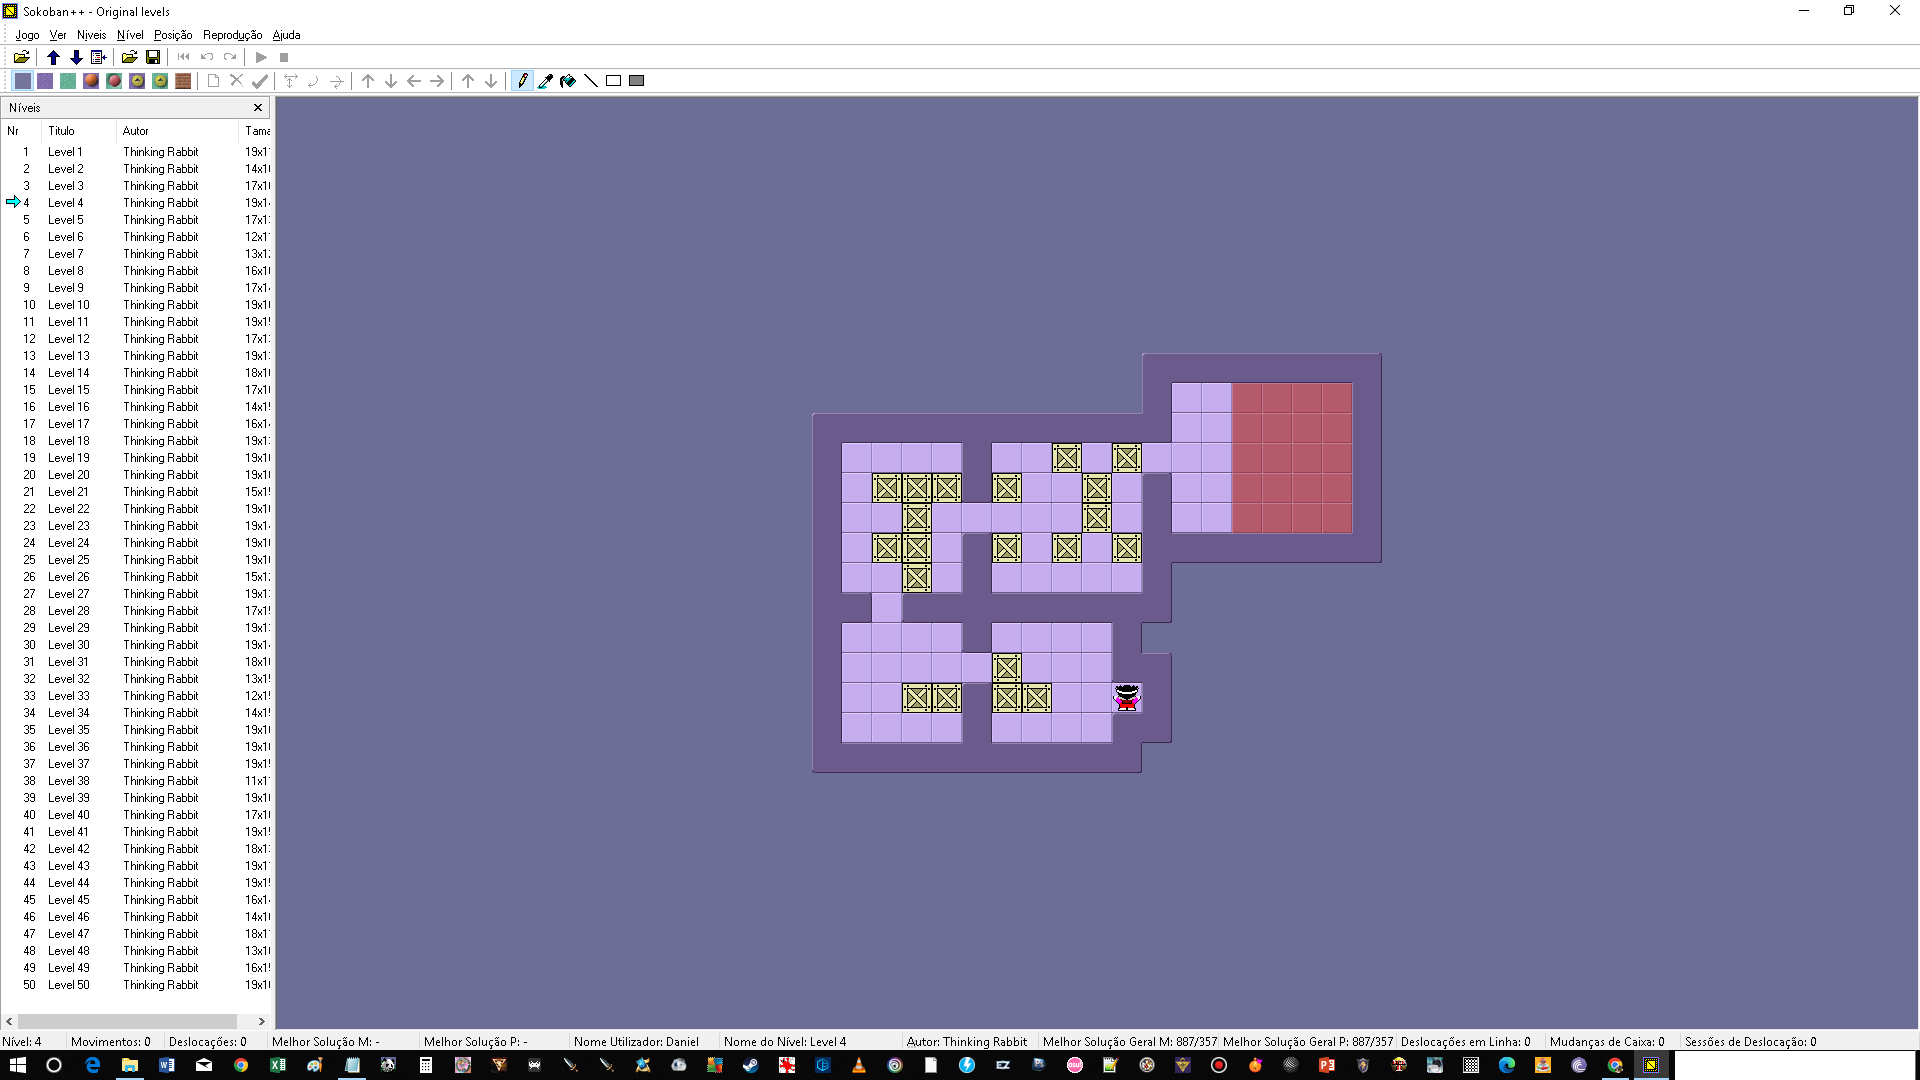 Sokoban++ - Original levels
Jogo Ver Níveis Nível Posição Reprodução Ajuda
Níveis
Nr Título Autor Tama
1 Level 1 Thinking Rabbit 19x1
2 Level 2 Thinking Rabbit 14x1
3 Level 3 Thinking Rabbit 17x1
4 Level 4 Thinking Rabbit 19x1
5 Level 5 Thinking Rabbit 17x1
6 Level 6 Thinking Rabbit 12x1
7 Level 7 Thinking Rabbit 13x1
8 Level 8 Thinking Rabbit 16x1
9 Level 9 Thinking Rabbit 17x1
10 Level 10 Thinking Rabbit 19x1
11 Level 11 Thinking Rabbit 19x1
12 Level 12 Thinking Rabbit 17x1
13 Level 13 Thinking Rabbit 19x1
14 Level 14 Thinking Rabbit 18x1
15 Level 15 Thinking Rabbit 17x1
16 Level 16 Thinking Rabbit 14x1
17 Level 17 Thinking Rabbit 16x1
18 Level 18 Thinking Rabbit 19x1
19 Level 19 Thinking Rabbit 19x1
20 Level 20 Thinking Rabbit 19x1
21 Level 21 Thinking Rabbit 15x1
22 Level 22 Thinking Rabbit 19x1
23 Level 23 Thinking Rabbit 19x1
24 Level 24 Thinking Rabbit 19x1
25 Level 25 Thinking Rabbit 19x1
26 Level 26 Thinking Rabbit 15x1
27 Level 27 Thinking Rabbit 19x1
28 Level 28 Thinking Rabbit 17x1
29 Level 29 Thinking Rabbit 19x1
30 Level 30 Thinking Rabbit 19x1
31 Level 31 Thinking Rabbit 18x1
32 Level 32 Thinking Rabbit 13x1
33 Level 33 Thinking Rabbit 12x1
34 Level 34 Thinking Rabbit 14x1
35 Level 35 Thinking Rabbit 19x1
36 Level 36 Thinking Rabbit 19x1
37 Level 37 Thinking Rabbit 19x1
38 Level 38 Thinking Rabbit 11x1
39 Level 39 Thinking Rabbit 19x1
40 Level 40 Thinking Rabbit 17x1
41 Level 41 Thinking Rabbit 19x1
42 Level 42 Thinking Rabbit 18x1
43 Level 43 Thinking Rabbit 19x1
44 Level 44 Thinking Rabbit 19x1
45 Level 45 Thinking Rabbit 16x1
46 Level 46 Thinking Rabbit 14x1
47 Level 47 Thinking Rabbit 18x1
48 Level 48 Thinking Rabbit 13x1
49 Level 49 Thinking Rabbit 16x1
50 Level 50 Thinking Rabbit 19x1
Nível: 4 Movimentos: 0 Deslocações: 0 Melhor Solução M: - Melhor Solução P: - Nome Utilizador: Daniel Nome do Nível: Level 4 Autor: Thinking Rabbit Melhor Solução Geral M: 887/357 Melhor Solução Geral P: 887/357 Deslocações em Linha: 0 Mudanças de Caixa: 0 Sessões de Deslocação: 0